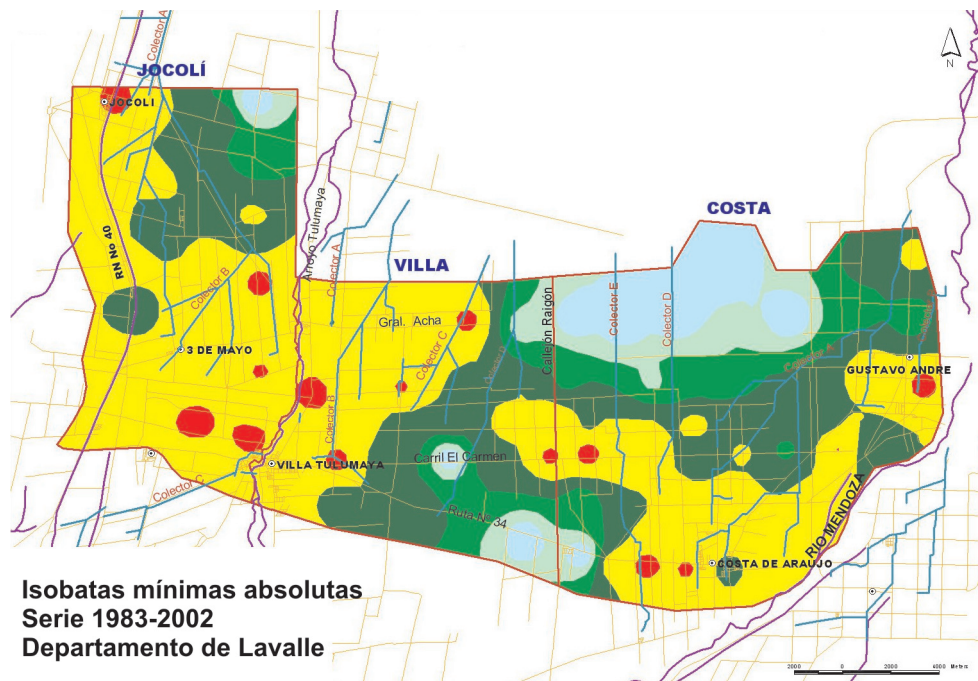 Colector A
JOCOLÍ
N
JOCOLI
COSTA
Arroyo Tulumaya
RN Nº 40
Colector A
VILLA
Colector B
Callejón Raigón
Colector E
Colector D
Gral. Acha
Colector C
3 DE MAYO
GUSTAVO ANDRE
Colector B
Carril El Carmen
VILLA TULUMAYA
Colector C
Ruta Nº 34
RIO MENDOZA
COSTA DE ARAUJO
Isobatas mínimas absolutas
Serie 1983-2002
Departamento de Lavalle
2000 0 2000 4000 Meters